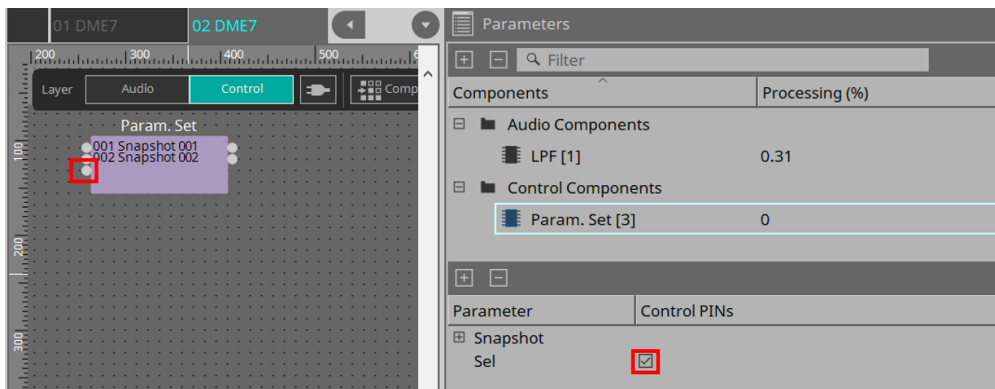 01 DME7
02 DME7
200
300
400
500
Layer
Audio
Control
Comp
Param. Set
001 Snapshot 001
002 Snapshot 002
100
200
300
Parameters
Filter
Components
Processing (%)
Audio Components
LPF [1]
0.31
Control Components
Param. Set [3]
0
Parameter
Control PINs
Snapshot
Sel